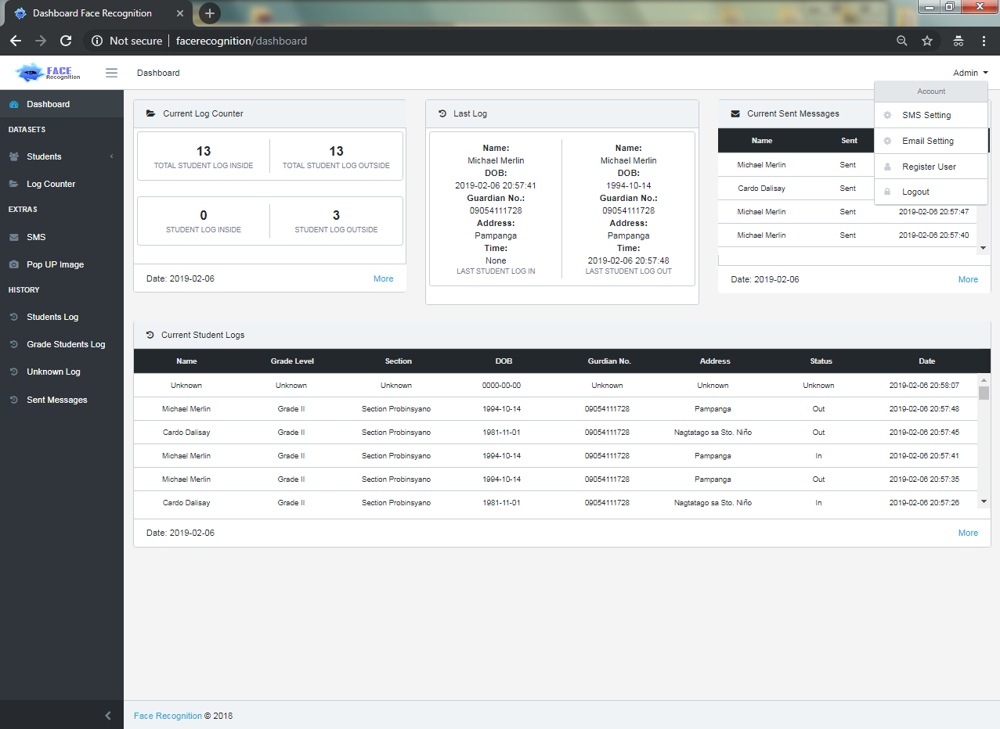 Dashboard Face Recognition
Not secure | facerecognition/dashboard
FACE
Recognition
Dashboard
Admin
Account
SMS Setting
Email Setting
Register User
Logout
Dashboard
DATASETS
Students
Log Counter
EXTRAS
SMS
Pop UP Image
HISTORY
Students Log
Grade Students Log
Unknown Log
Sent Messages
Current Log Counter
13 13
TOTAL STUDENT LOG INSIDE TOTAL STUDENT LOG OUTSIDE
0 3
STUDENT LOG INSIDE STUDENT LOG OUTSIDE
Date: 2019-02-06 More
Last Log
Name: Name:
Michael Merlin Michael Merlin
DOB: DOB:
2019-02-06 20:57:41 1994-10-14
Guardian No.: Guardian No.:
09054111728 09054111728
Address: Address:
Pampanga Pampanga
Time: Time:
None 2019-02-06 20:57:48
LAST STUDENT LOG IN LAST STUDENT LOG OUT
Current Sent Messages
Name Sent
Michael Merlin Sent
Cardo Dalisay Sent
Michael Merlin Sent 2019-02-06 20:57:47
Michael Merlin Sent 2019-02-06 20:57:40
Date: 2019-02-06 More
Current Student Logs
Name Grade Level Section DOB Gurdian No. Address Status Date
Unknown Unknown Unknown 0000-00-00 Unknown Unknown Unknown 2019-02-06 20:58:07
Michael Merlin Grade II Section Probinsyano 1994-10-14 09054111728 Pampanga Out 2019-02-06 20:57:48
Cardo Dalisay Grade II Section Probinsyano 1981-11-01 09054111728 Nagtatago sa Sto. Niño Out 2019-02-06 20:57:45
Michael Merlin Grade II Section Probinsyano 1994-10-14 09054111728 Pampanga In 2019-02-06 20:57:41
Michael Merlin Grade II Section Probinsyano 1994-10-14 09054111728 Pampanga Out 2019-02-06 20:57:35
Cardo Dalisay Grade II Section Probinsyano 1981-11-01 09054111728 Nagtatago sa Sto. Niño In 2019-02-06 20:57:26
Date: 2019-02-06 More
Face Recognition © 2018